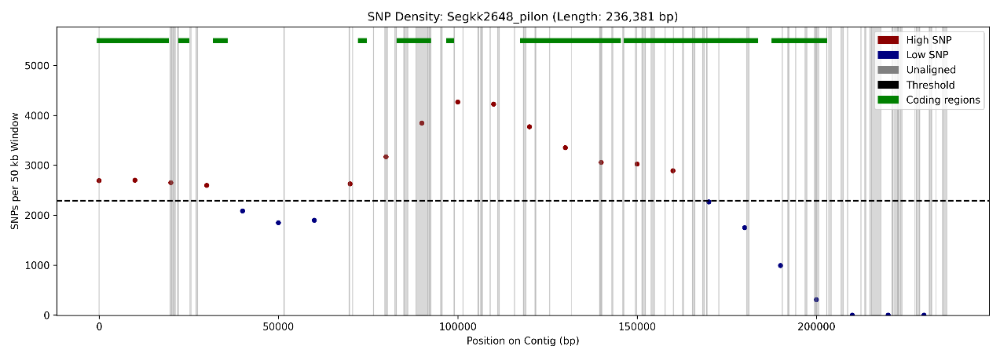 SNP Density: Segkk2648_pilon (Length: 236,381 bp)
SNPs per 50 kb Window
5000
4000
3000
2000
1000
0
High SNP
Low SNP
Unaligned
Threshold
Coding regions
0 50000 100000 150000 200000
Position on Contig (bp)